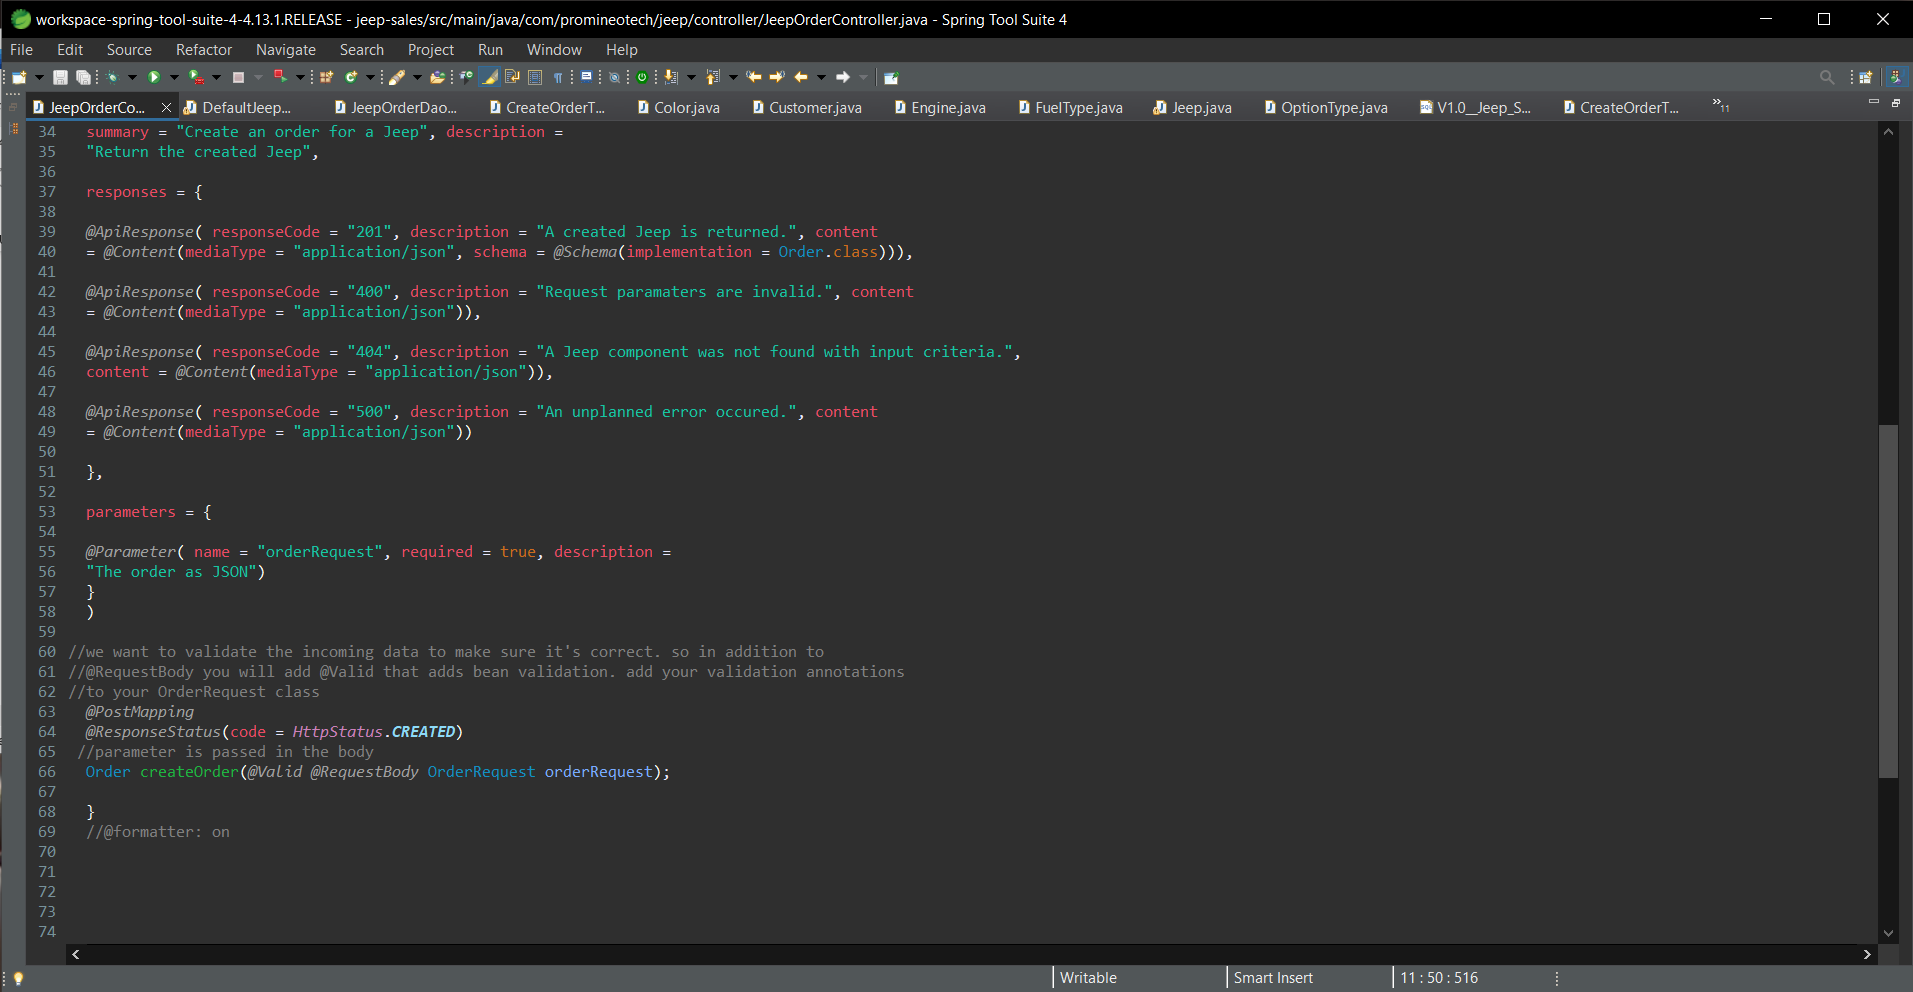 workspace-spring-tool-suite-4-4.13.1.RELEASE - jeep-sales/src/main/java/com/promineotech/jeep/controller/JeepOrderController.java - Spring Tool Suite 4
File Edit Source Refactor Navigate Search Project Run Window Help
JeepOrderCo... DefaultJeep... JeepOrderDao... CreateOrderT... Color.java Customer.java Engine.java FuelType.java Jeep.java OptionType.java V1.0__Jeep_S... CreateOrderT... »11
34 summary = "Create an order for a Jeep", description =
35 "Return the created Jeep",
36
37 responses = {
38
39 @ApiResponse( responseCode = "201", description = "A created Jeep is returned.", content
40 = @Content(mediaType = "application/json", schema = @Schema(implementation = Order.class))),
41
42 @ApiResponse( responseCode = "400", description = "Request paramaters are invalid.", content
43 = @Content(mediaType = "application/json")),
44
45 @ApiResponse( responseCode = "404", description = "A Jeep component was not found with input criteria.",
46 content = @Content(mediaType = "application/json")),
47
48 @ApiResponse( responseCode = "500", description = "An unplanned error occured.", content
49 = @Content(mediaType = "application/json"))
50
51 },
52
53 parameters = {
54
55 @Parameter( name = "orderRequest", required = true, description =
56 "The order as JSON")
57 }
58 )
59
60 //we want to validate the incoming data to make sure it's correct. so in addition to
61 //@RequestBody you will add @Valid that adds bean validation. add your validation annotations
62 //to your OrderRequest class
63 @PostMapping
64 @ResponseStatus(code = HttpStatus.CREATED)
65 //parameter is passed in the body
66 Order createOrder(@Valid @RequestBody OrderRequest orderRequest);
67
68 }
69 //@formatter: on
70
71
72
73
74
Writable Smart Insert 11 : 50 : 516